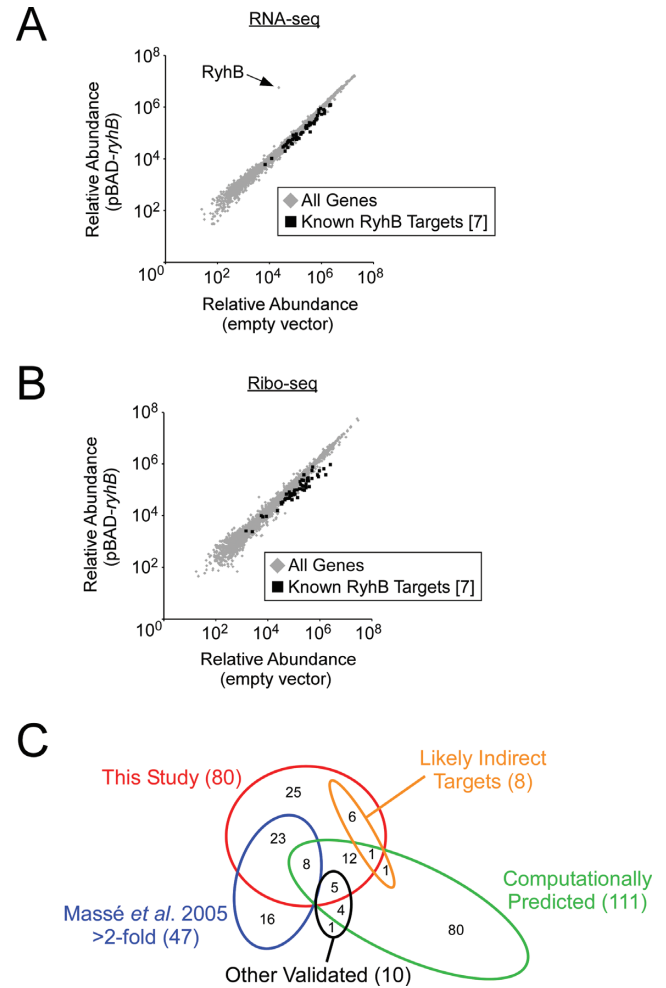 A
RNA-seq
RyhB
Relative Abundance
(pBAD-ryhB)
10^8
10^6
10^4
10^2
10^0
10^2
10^4
10^6
10^8
All Genes
Known RyhB Targets [7]
Relative Abundance
(empty vector)
B
Ribo-seq
Relative Abundance
(pBAD-ryhB)
10^8
10^6
10^4
10^2
10^0
10^2
10^4
10^6
10^8
All Genes
Known RyhB Targets [7]
Relative Abundance
(empty vector)
C
This Study (80)
Likely Indirect
Targets (8)
25
6
23
8
12
1
1
5
4
1
16
80
Computationally
Predicted (111)
Massé et al. 2005
>2-fold (47)
Other Validated (10)